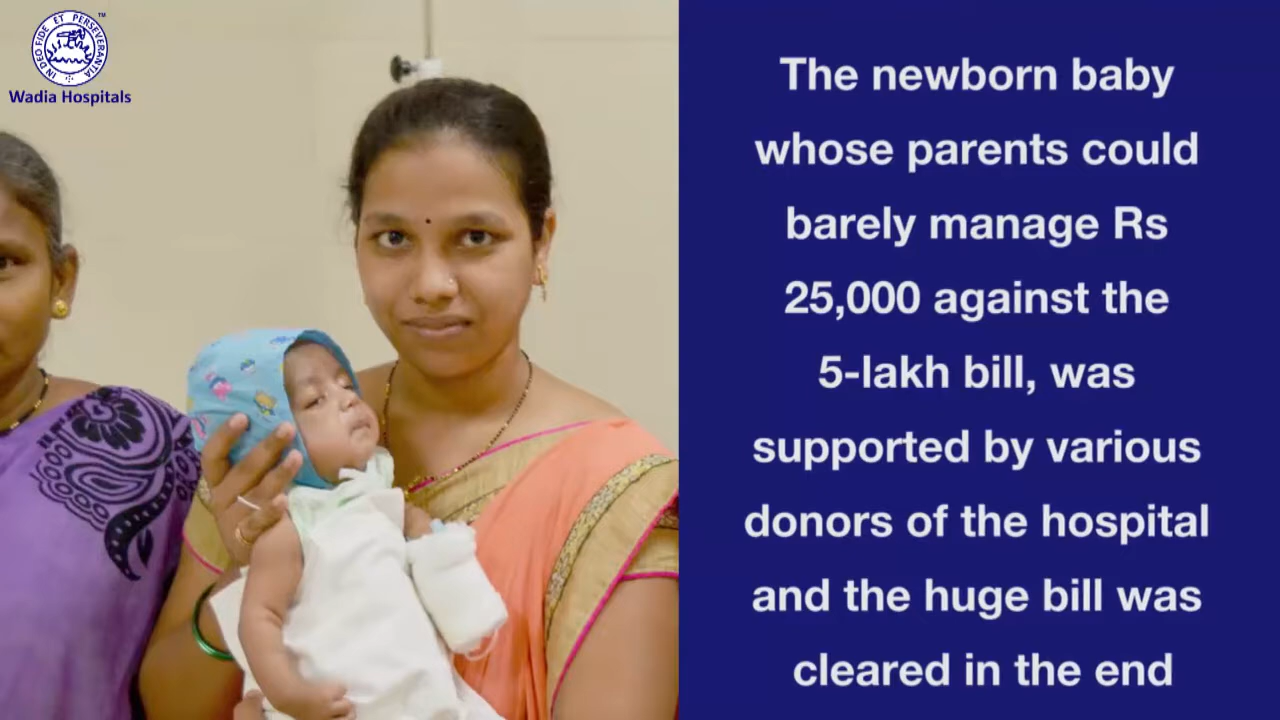 IN DEO FIDE ET PERSEVERANTIA
TM
Wadia Hospitals
The newborn baby
whose parents could
barely manage Rs
25,000 against the
5-lakh bill, was
supported by various
donors of the hospital
and the huge bill was
cleared in the end